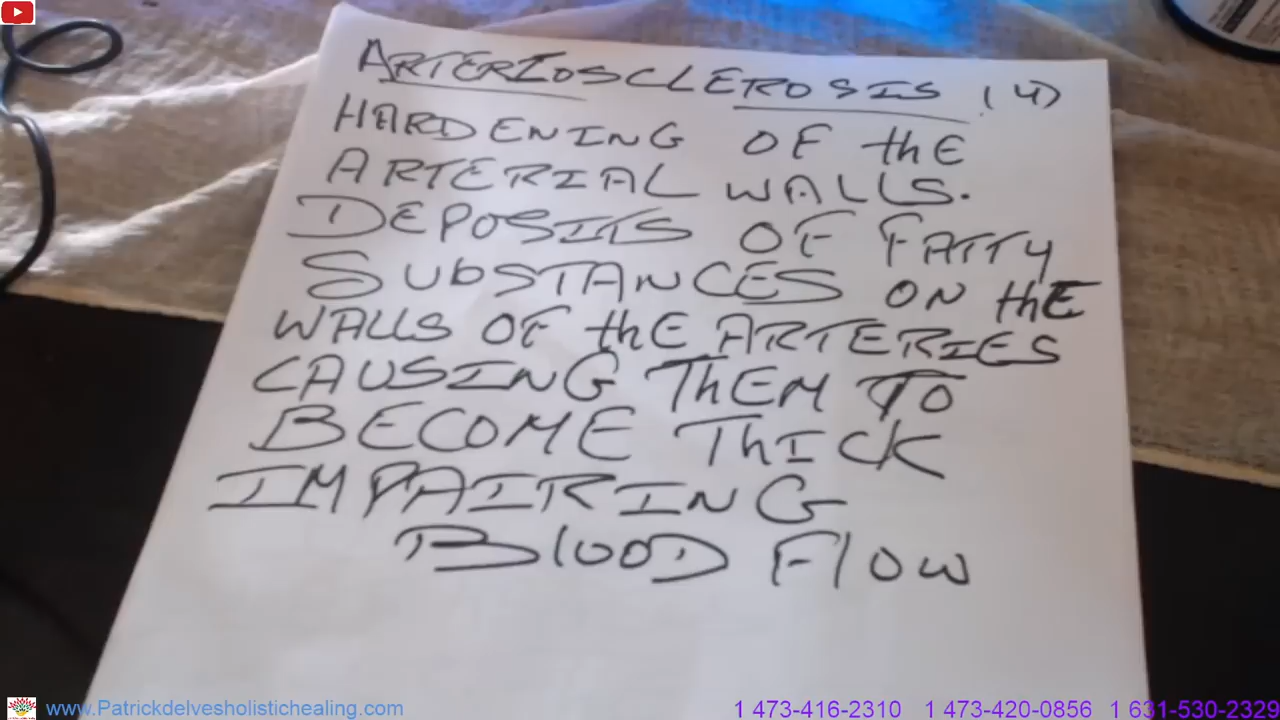 ARTERIOSCLEROSIS (4)
HARDENING OF thE
ARTERIAL WALLS.
DEPOSITS OF FATTY
SUBSTANCES ON thE
WALLS OF thE ARTERIES
CAUSING ThEM TO
BECOME ThICK
IMPAIRING
BlOOD FlOW
www.Patrickdelvesholistichealing.com
1 473-416-2310 1 473-420-0856 1 631-530-2329